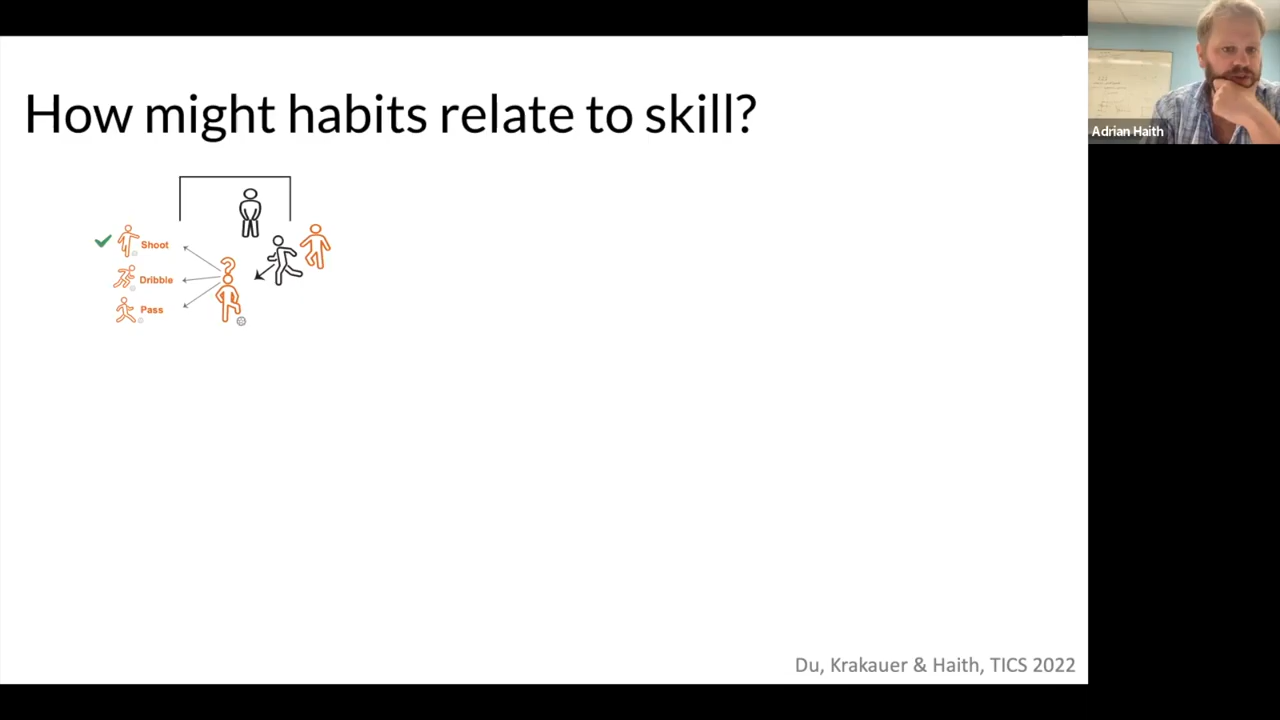 How might habits relate to skill?
?
Shoot
Dribble
Pass
Du, Krakauer & Haith, TICS 2022
Adrian Haith